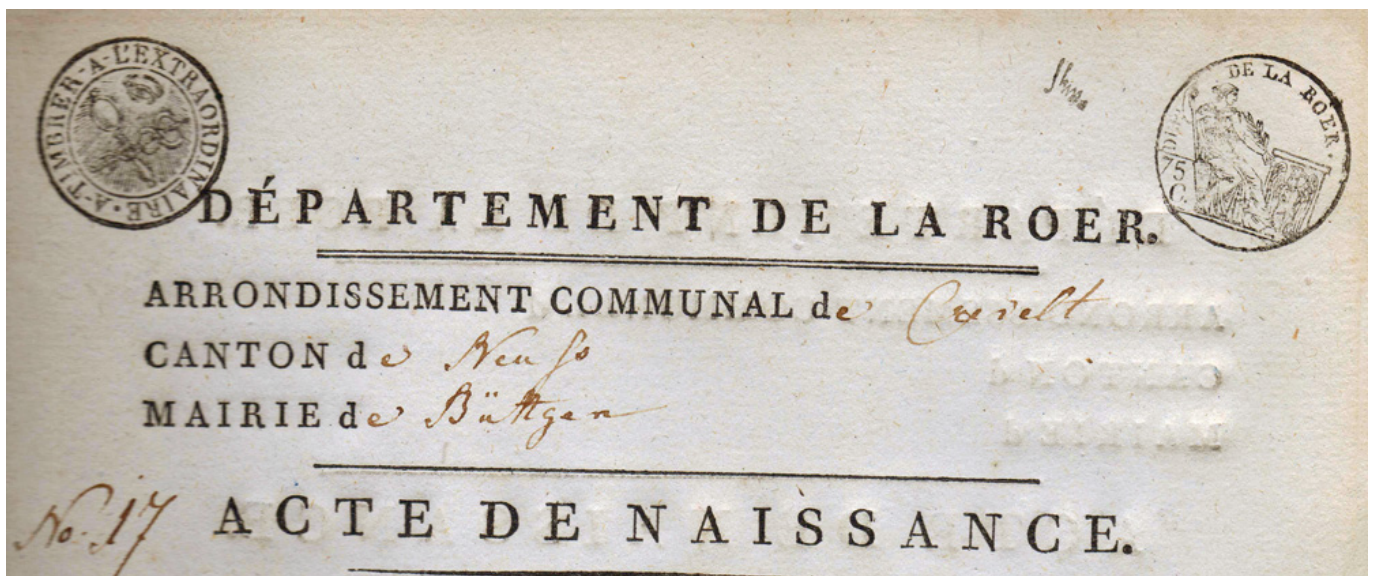 A-TIMBRER-A-L'EXTRAORDINAIRE
DE LA ROER.
75
C
DÉPARTEMENT DE LA ROER.
ARRONDISSEMENT COMMUNAL de Crevelt
CANTON de Neuss
MAIRIE de Büttgen
No. 17 ACTE DE NAISSANCE.